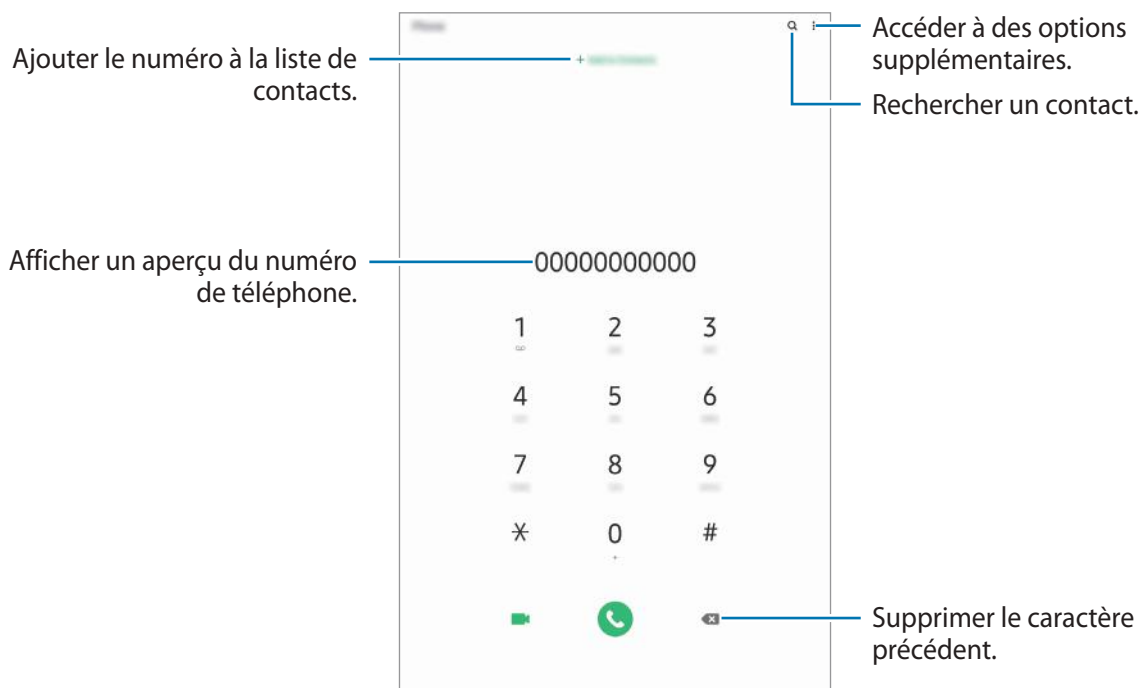 Ajouter le numéro à la liste de
contacts.
Accéder à des options
supplémentaires.
Rechercher un contact.
+
Afficher un aperçu du numéro
de téléphone.
00000000000
1 2 3
4 5 6
7 8 9
* 0 #
+
Supprimer le caractère
précédent.